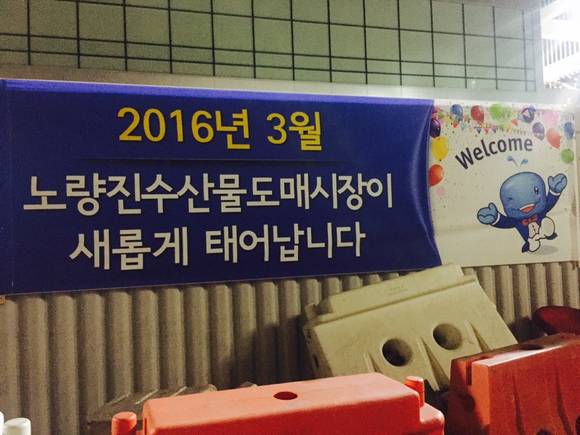 2016년 3월
노량진수산물도매시장이
새롭게 태어납니다
Welcome